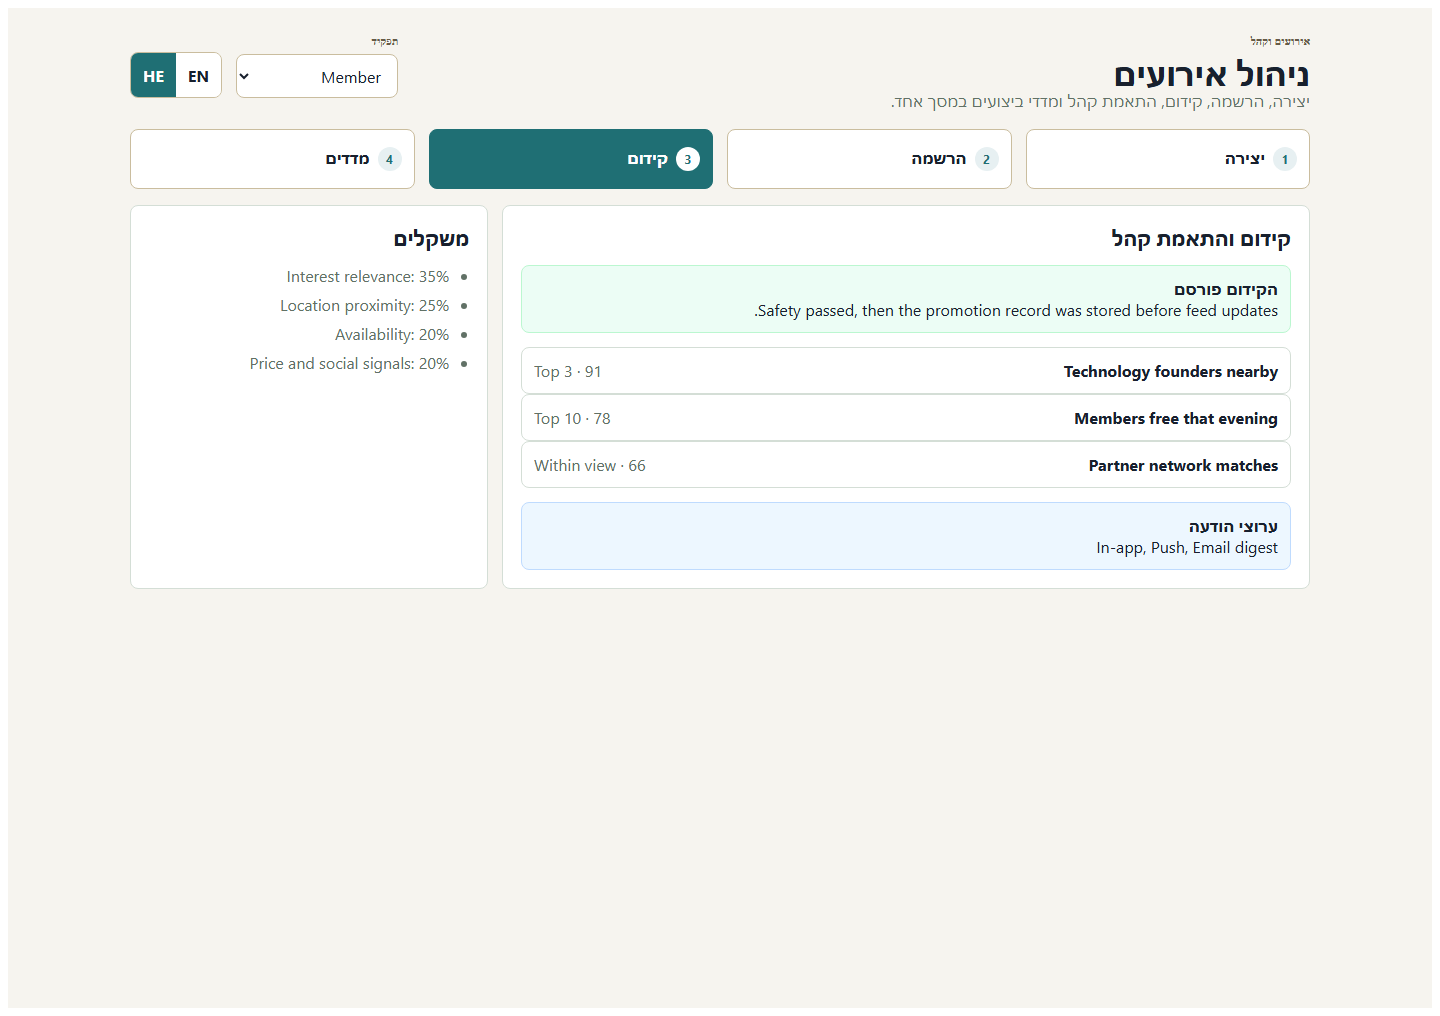 אירועים וקהל
ניהול אירועים
יצירה, הרשמה, קידום, התאמת קהל ומדדי ביצועים במסך אחד.
תפקיד
Member
EN
HE
1 יצירה
2 הרשמה
3 קידום
4 מדדים
קידום והתאמת קהל
הקידום פורסם
Safety passed, then the promotion record was stored before feed updates.
Technology founders nearby
Top 3 · 91
Members free that evening
Top 10 · 78
Partner network matches
Within view · 66
ערוצי הודעה
In-app, Push, Email digest
משקלים
Interest relevance: 35%
Location proximity: 25%
Availability: 20%
Price and social signals: 20%